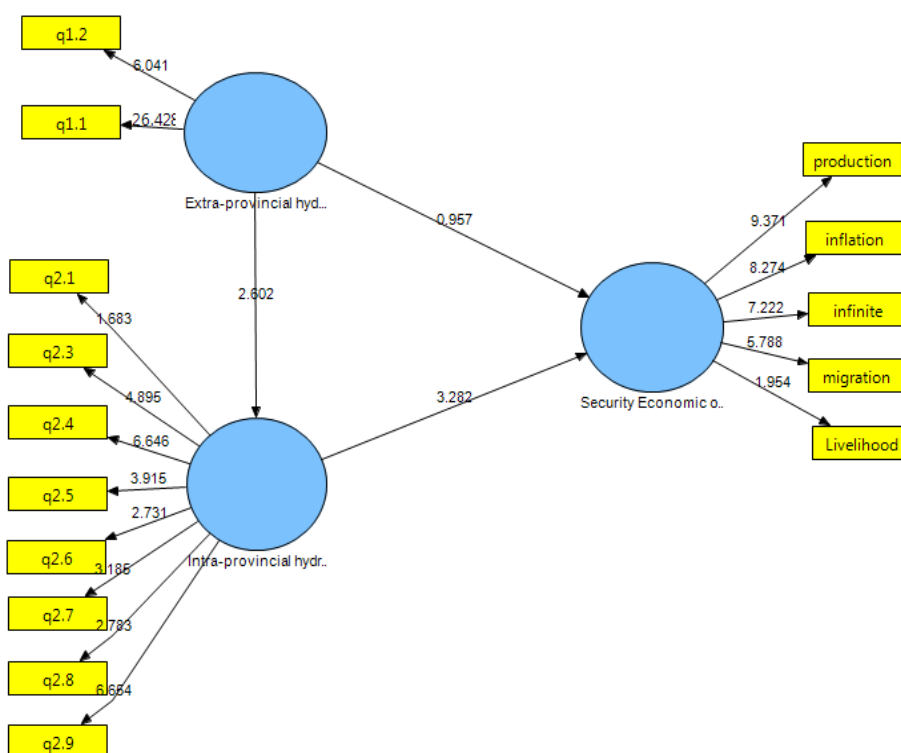 q1.2
6.041
q1.1
26.428
Extra-provincial hyd..
production
9.371
0.957
inflation
8.274
q2.1
2.602
infinite
7.222
1.683
q2.3
5.788
migration
4.895
1.954
q2.4
3.282
Security Economic o..
6.646
Livelihood
3.915
q2.5
2.731
q2.6
Intra-provincial hydr..
3.185
q2.7
2.783
q2.8
6.654
q2.9